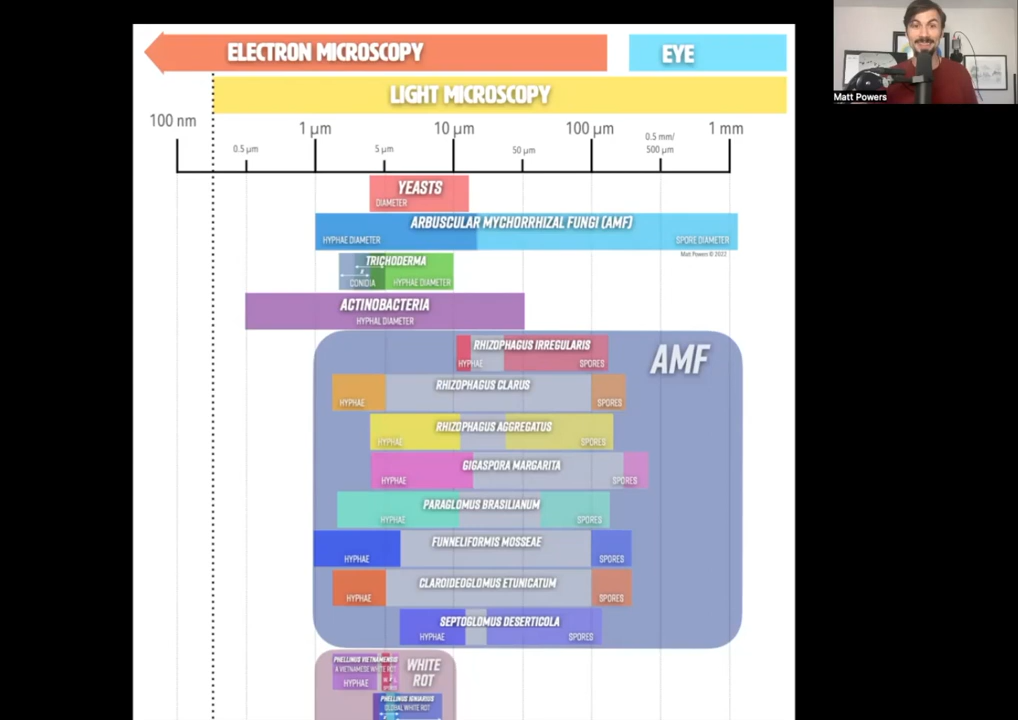 ELECTRON MICROSCOPY
EYE
LIGHT MICROSCOPY
Matt Powers
100 nm
1 µm
10 µm
100 µm
1 mm
0.5 µm
5 µm
50 µm
0.5 mm/
500 µm
YEASTS
DIAMETER
ARBUSCULAR MYCHORRHIZAL FUNGI (AMF)
HYPHAE DIAMETER
SPORE DIAMETER
Matt Powers © 2022
TRICHODERMA
CONIDIA
HYPHAE DIAMETER
ACTINOBACTERIA
HYPHAL DIAMETER
AMF
RHIZOPHAGUS IRREGULARIS
HYPHAE
SPORES
RHIZOPHAGUS CLARUS
HYPHAE
SPORES
RHIZOPHAGUS AGGREGATUS
HYPHAE
SPORES
GIGASPORA MARGARITA
HYPHAE
SPORES
PARAGLOMUS BRASILIANUM
HYPHAE
SPORES
FUNNELIFORMIS MOSSEAE
HYPHAE
SPORES
CLAROIDEOGLOMUS ETUNICATUM
HYPHAE
SPORES
SEPTOGLOMUS DESERTICOLA
HYPHAE
SPORES
WHITE
ROT
PHELLINUS VIETNAMENSIS
A VIETNAMESE WHITE ROT
HYPHAE
PHELLINUS IGNIARIUS
GLOBAL WHITE ROT